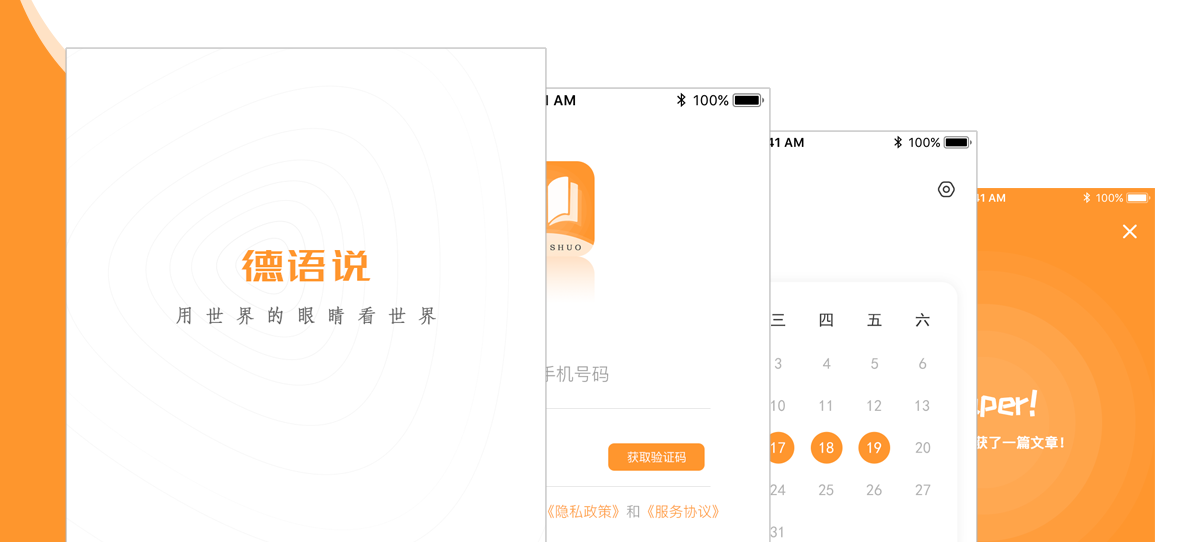 德语说
用世界的眼睛看世界
1 AM
100%
SHUO
手机号码
获取验证码
《隐私政策》和《服务协议》
41 AM
100%
三 四 五 六
3 4 5 6
10 11 12 13
17 18 19 20
24 25 26 27
31
41 AM
100%
per!
获了一篇文章!